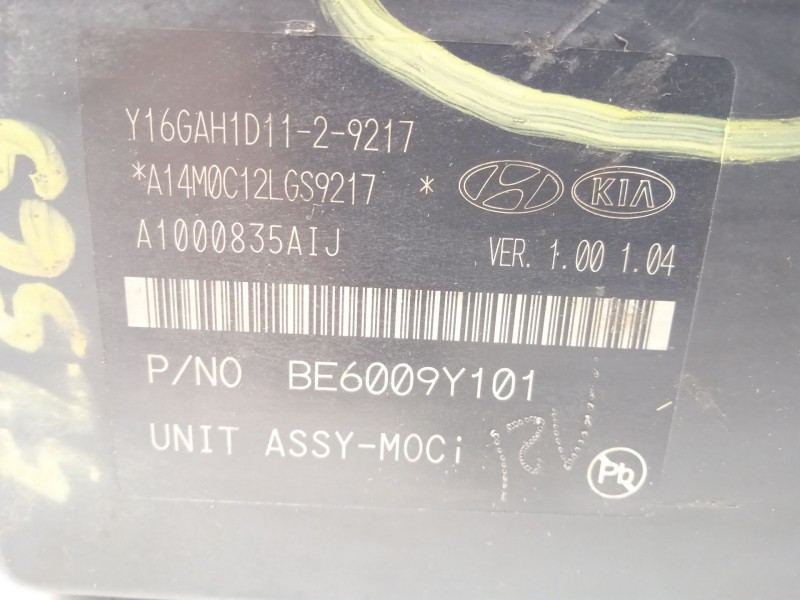 Y16GAH1D11-2-9217
*A14M0C12LGS9217 *
KIA
A1000835AIJ
VER. 1.00 1.04
P/NO BE6009Y101
UNIT ASSY-MOCi
Pb